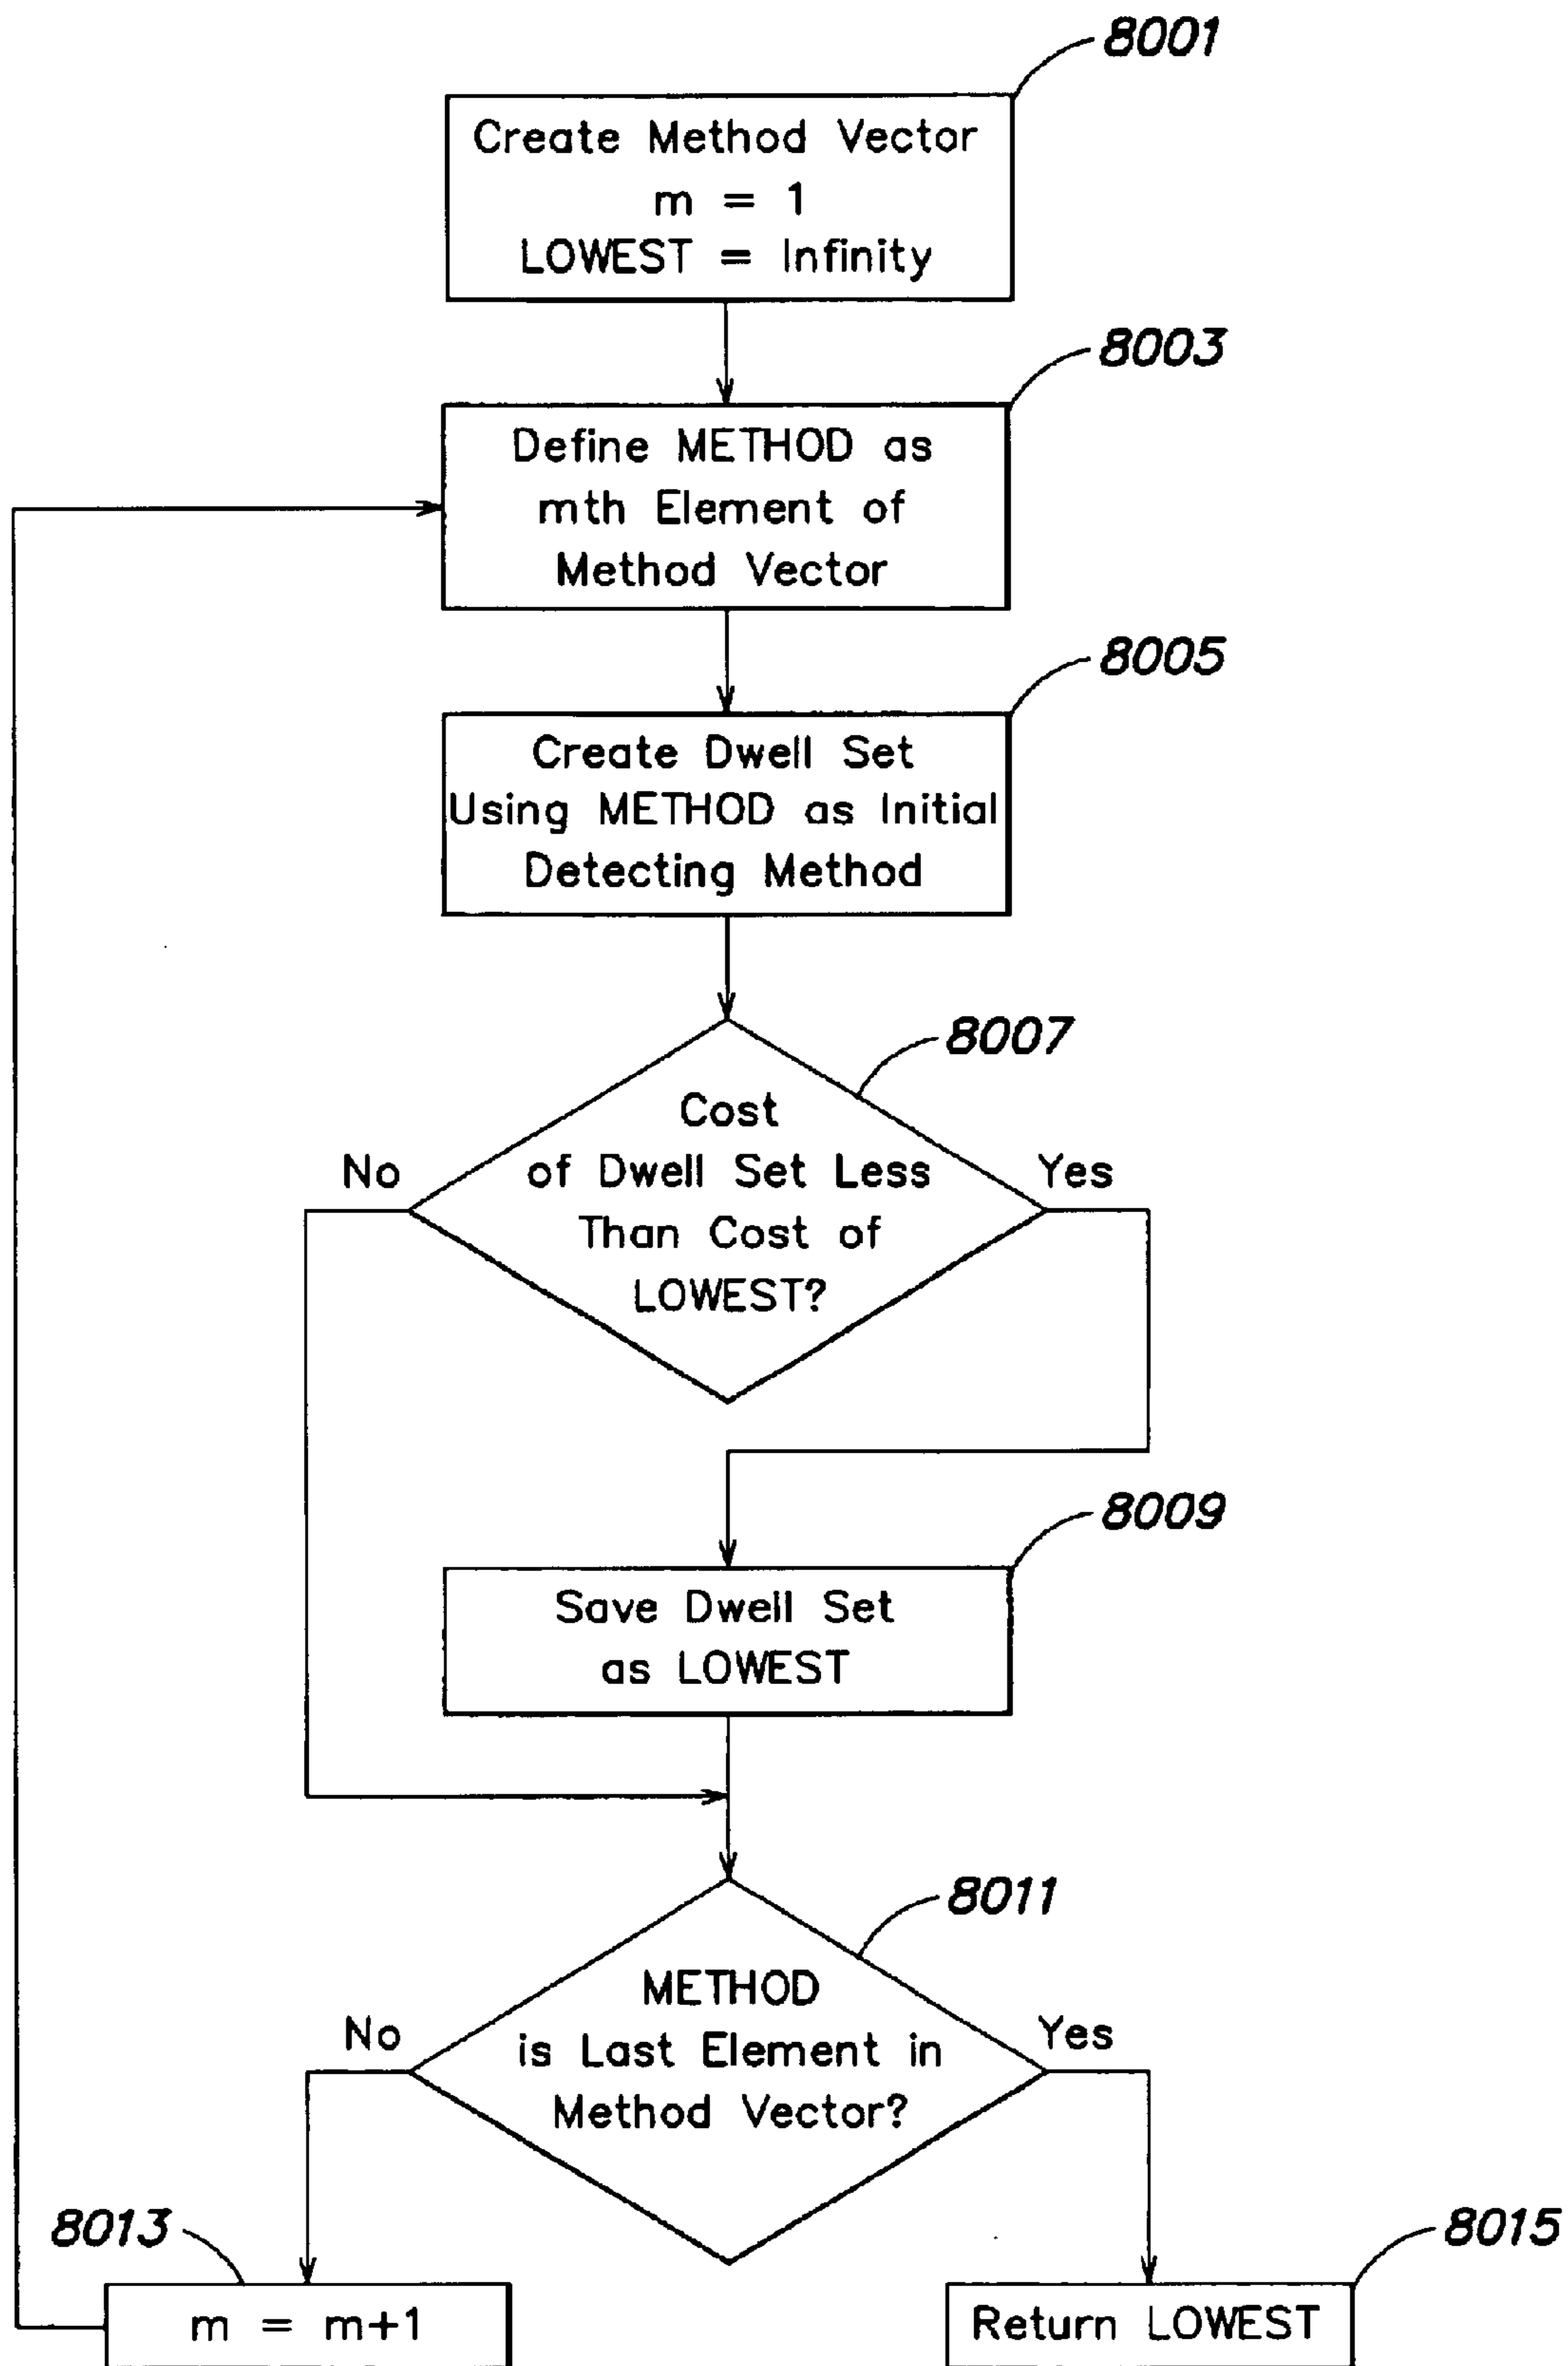 8001
Create Method Vector
m = 1
LOWEST = Infinity
8003
Define METHOD as
mth Element of
Method Vector
8005
Create Dwell Set
Using METHOD as Initial
Detecting Method
8007
Cost
of Dwell Set Less
Than Cost of
LOWEST?
No
Yes
8009
Save Dwell Set
as LOWEST
8011
METHOD
is Last Element in
Method Vector?
No
Yes
8013
m = m+1
8015
Return LOWEST